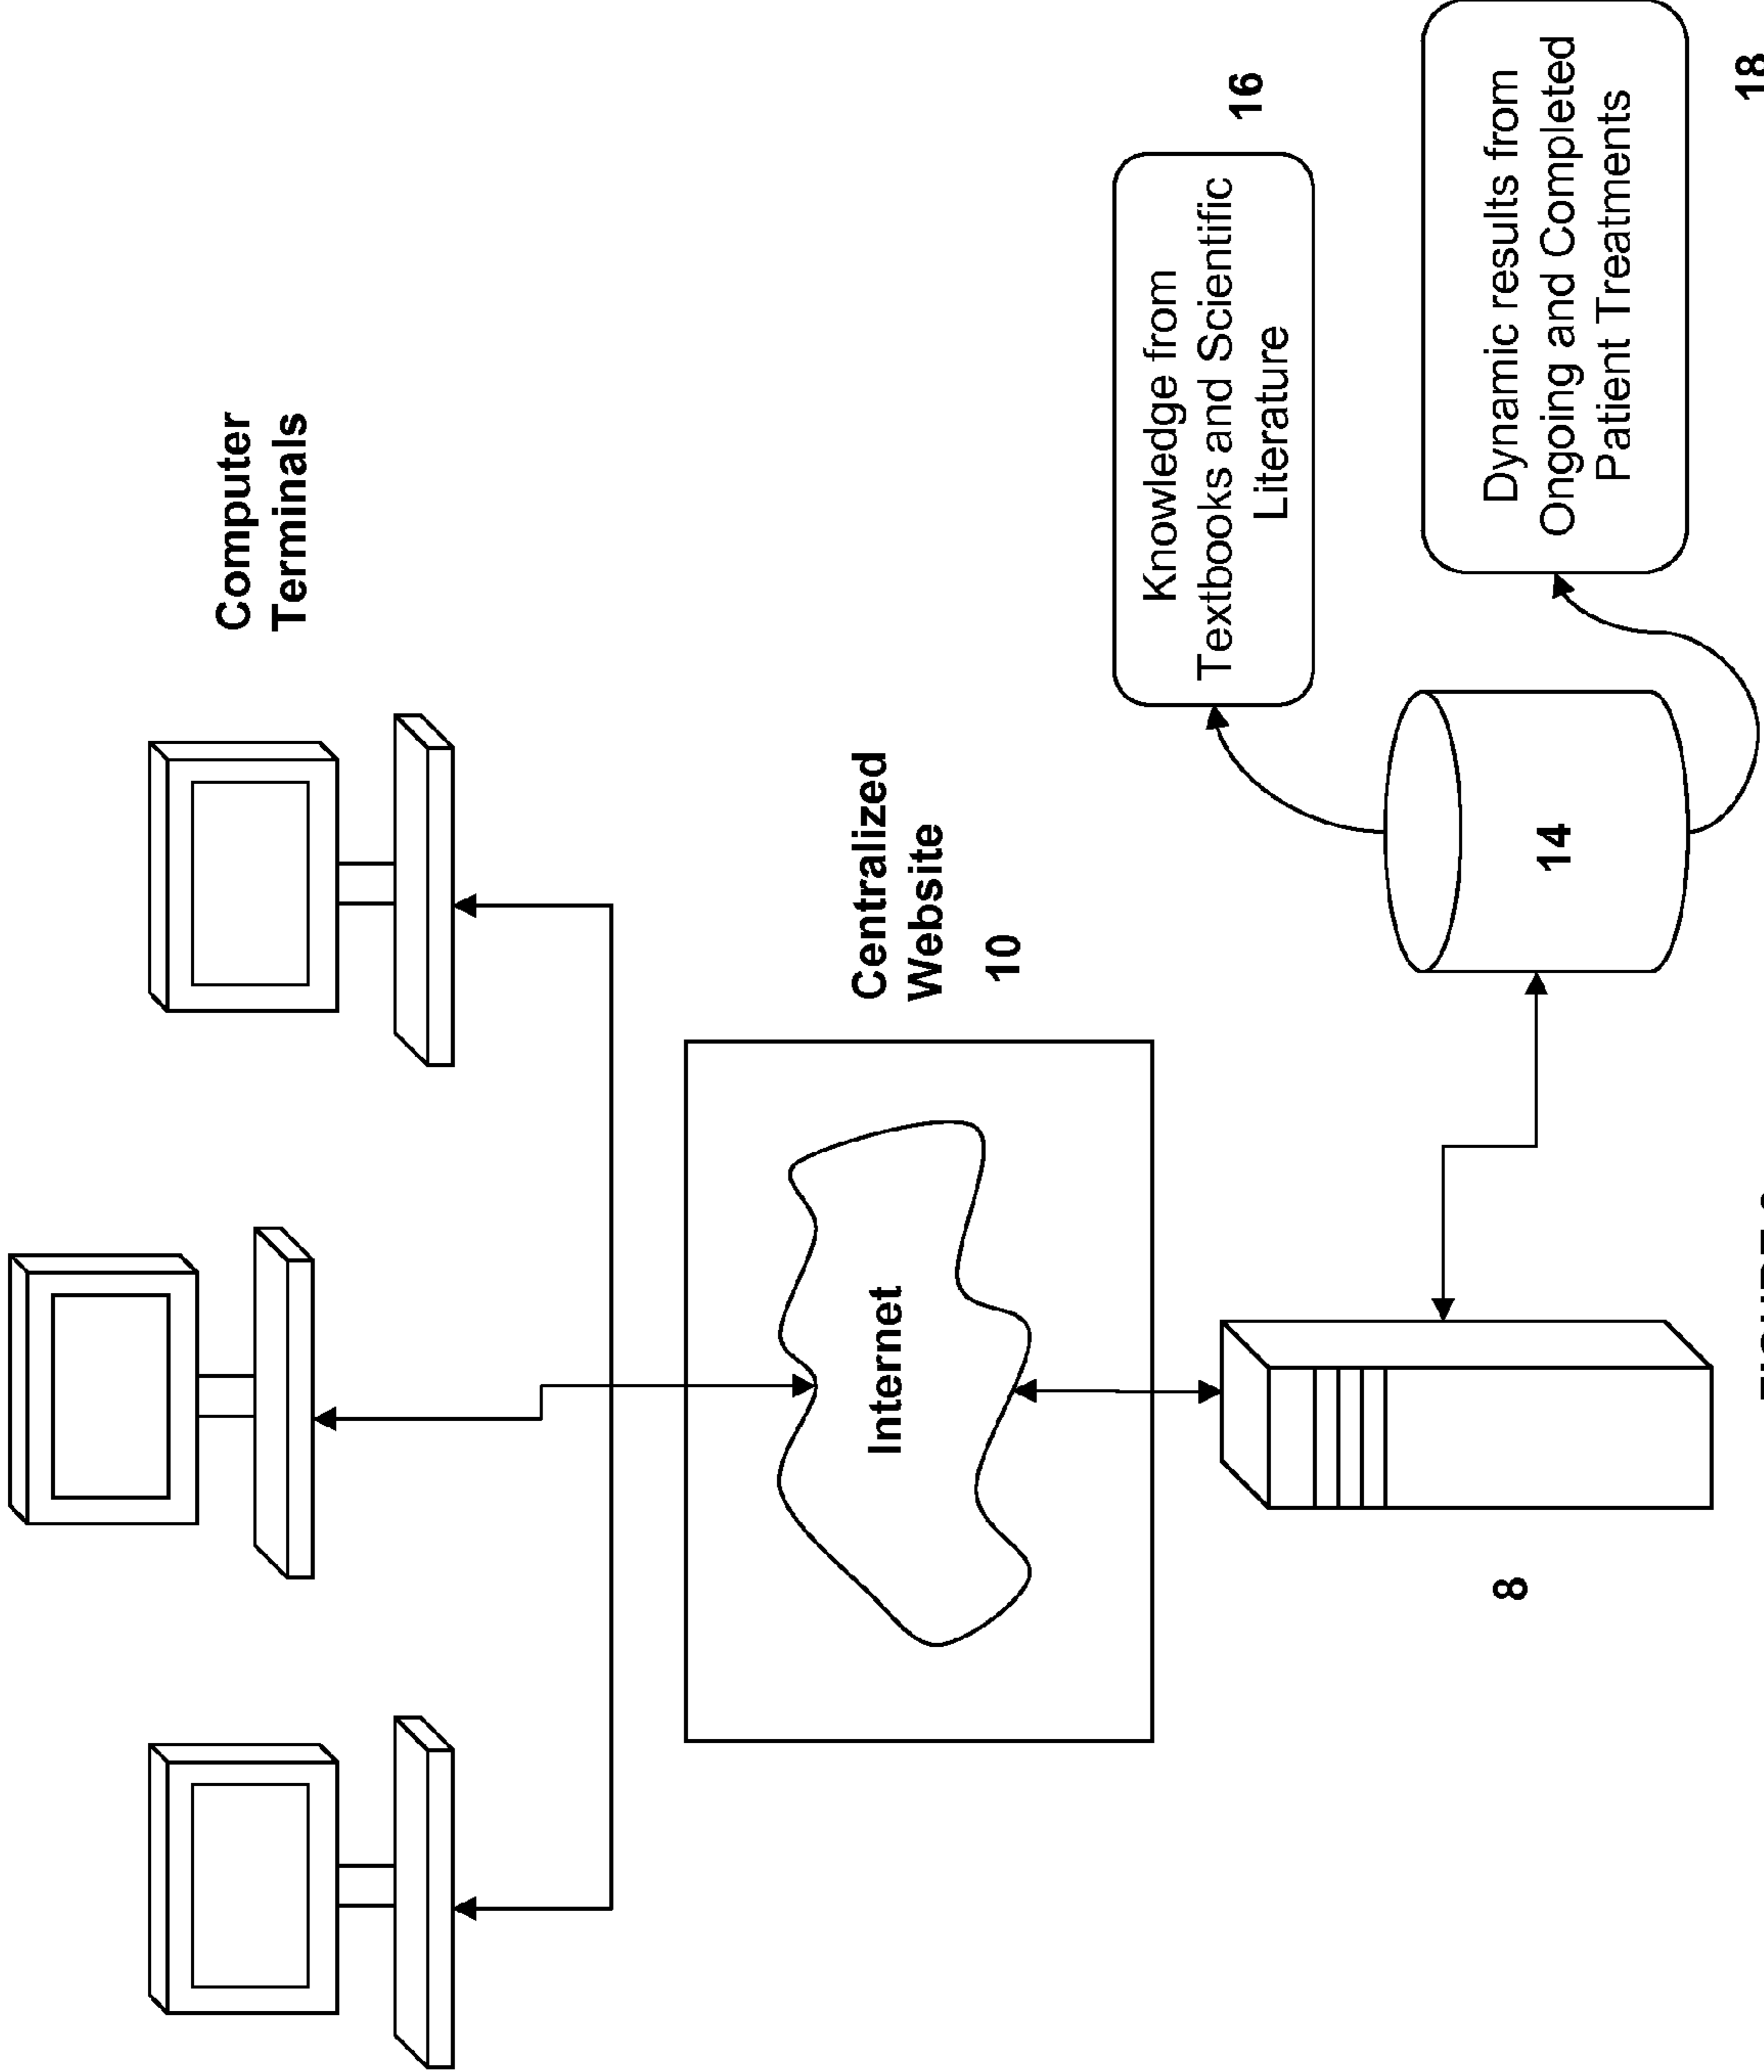 Computer
Terminals
Centralized
Website
10
Internet
Knowledge from
Textbooks and Scientific
Literature
16
Dynamic results from
Ongoing and Completed
Patient Treatments
18
14
8